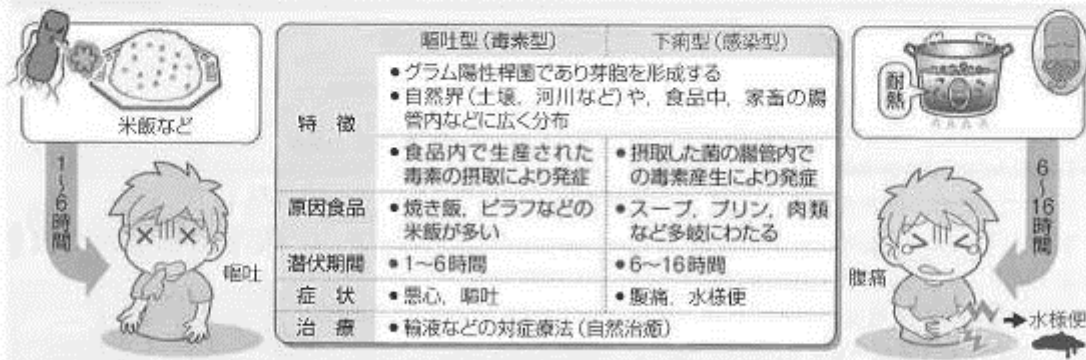 米飯など
1～6時間
嘔吐
嘔吐型(毒素型)
下痢型(感染型)
特徴
●グラム陽性桿菌であり芽胞を形成する
●自然界(土壌，河川など)や，食品中，家畜の腸
管内などに広く分布
●食品内で生産された
毒素の摂取により発症
●摂取した菌の腸管内で
の毒素産生により発症
原因食品
●焼き飯，ピラフなどの
米飯が多い
●スープ，プリン，肉類
など多岐にわたる
潜伏期間
●1～6時間
●6～16時間
症状
●悪心，嘔吐
●腹痛，水様便
治療
●輸液などの対症療法(自然治癒)
耐熱
6～16時間
腹痛
→水様便